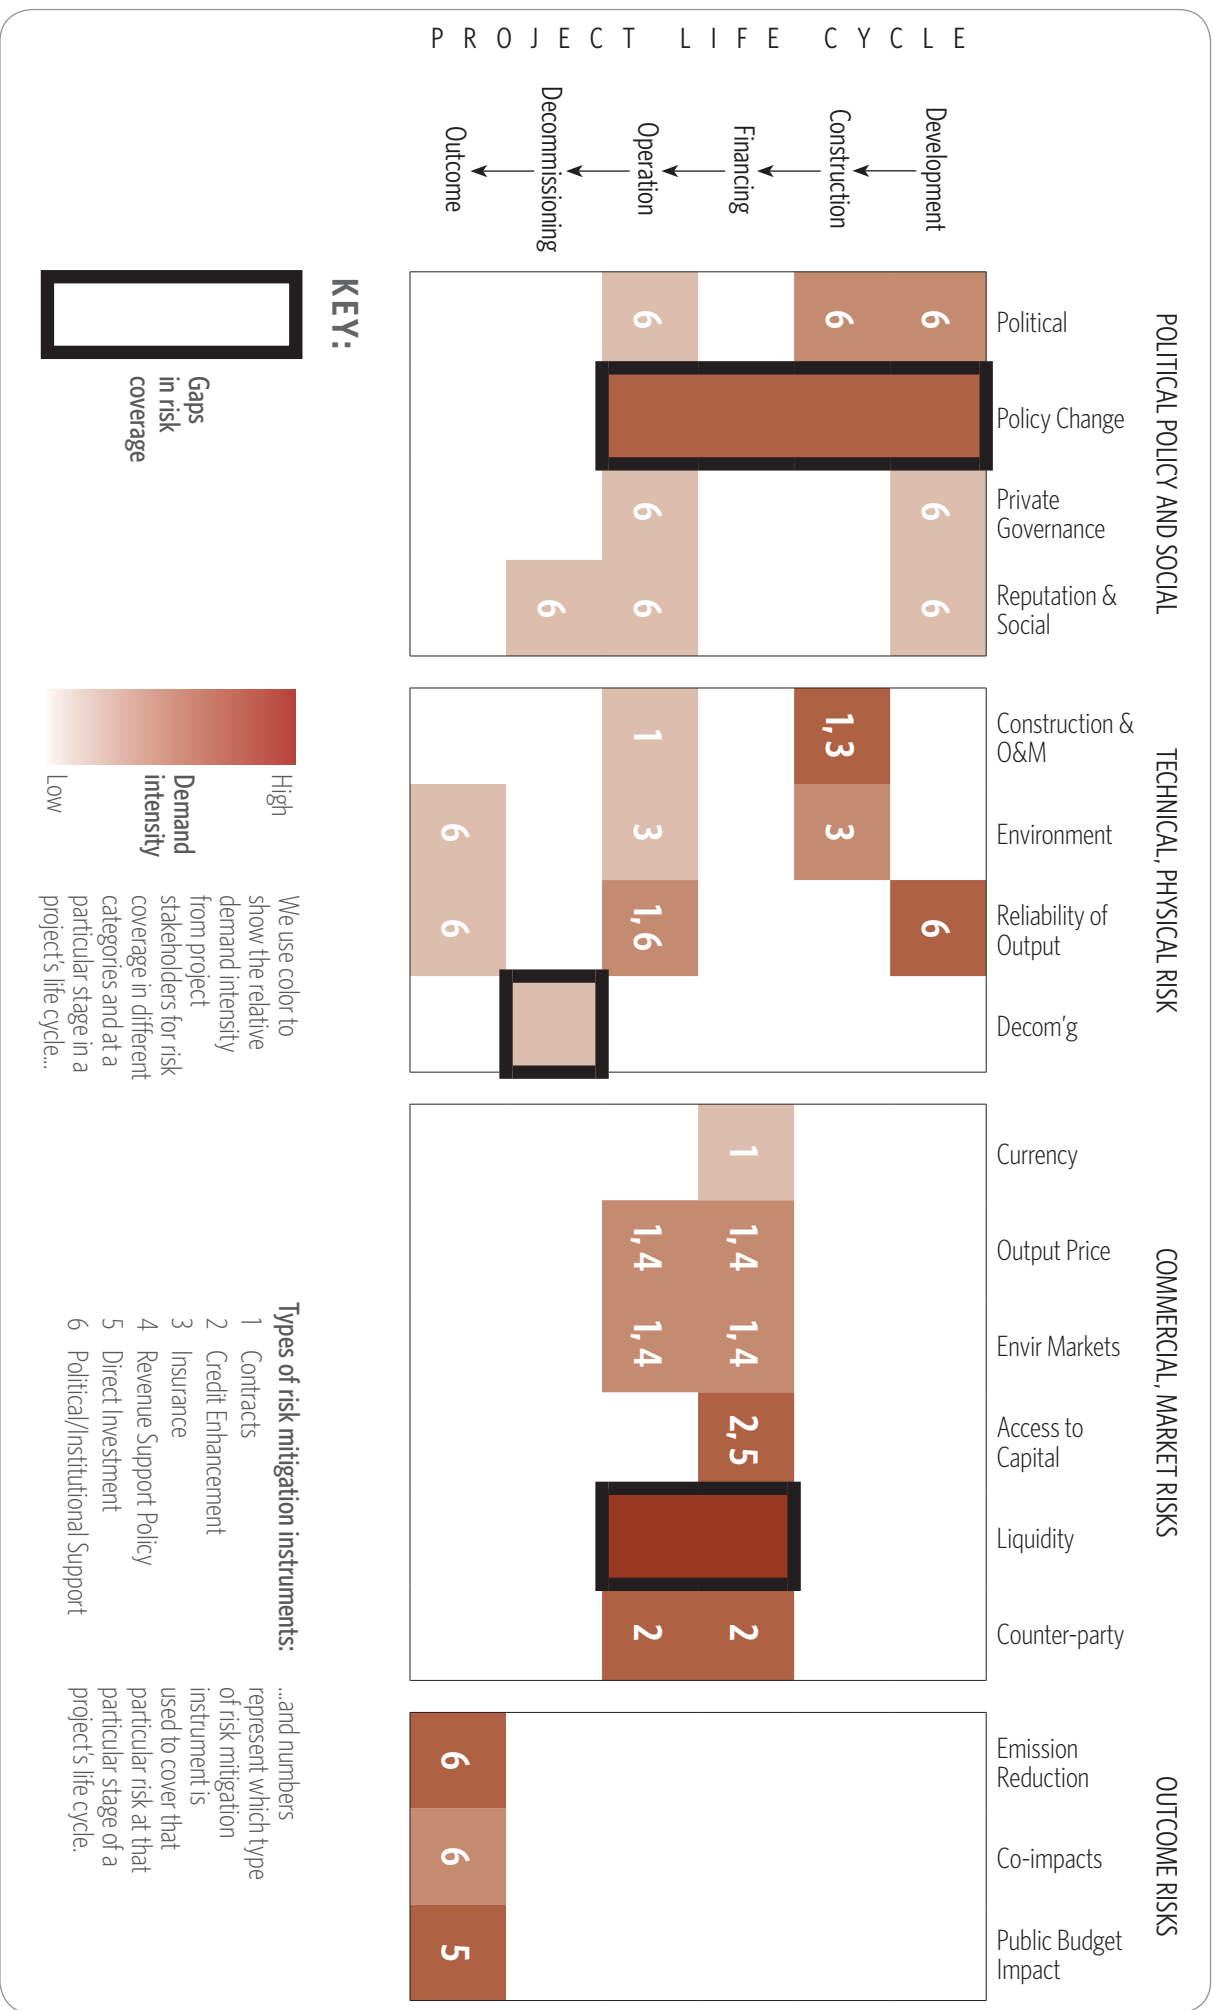 POLITICAL POLICY AND SOCIAL
TECHNICAL, PHYSICAL RISK
COMMERCIAL, MARKET RISKS
OUTCOME RISKS
Political
Policy Change
Private
Governance
Reputation &
Social
Construction &
O&M
Environment
Reliability of
Output
Decom'g
Currency
Output Price
Envir Markets
Access to
Capital
Liquidity
Counter-party
Emission
Reduction
Co-impacts
Public Budget
Impact
PROJECT LIFE CYCLE
Development
6
6
6
6
Construction
6
1, 3
3
Financing
1
1, 4
1, 4
2, 5
2
Operation
6
6
6
1
3
1, 6
1, 4
1, 4
2
Decommissioning
6
Outcome
6
6
6
6
5
KEY:
Gaps
in risk
coverage
High
Demand
intensity
Low
We use color to
show the relative
demand intensity
from project
stakeholders for risk
coverage in different
categories and at a
particular stage in a
project's life cycle...
Types of risk mitigation instruments:
1 Contracts
2 Credit Enhancement
3 Insurance
4 Revenue Support Policy
5 Direct Investment
6 Political/Institutional Support
...and numbers
represent which type
of risk mitigation
instrument is
used to cover that
particular risk at that
particular stage of a
project's life cycle.